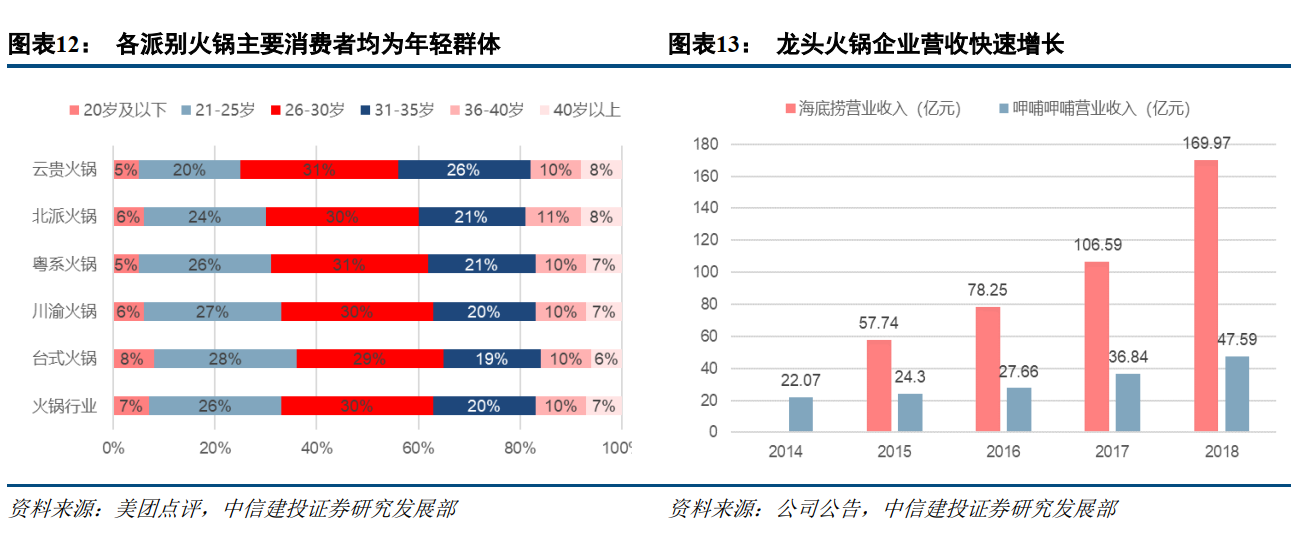 图表12： 各派别火锅主要消费者均为年轻群体
20岁及以下 21-25岁 26-30岁 31-35岁 36-40岁 40岁以上
云贵火锅 5% 20% 31% 26% 10% 8%
北派火锅 6% 24% 30% 21% 11% 8%
粤系火锅 5% 26% 31% 21% 10% 7%
川渝火锅 6% 27% 30% 20% 10% 7%
台式火锅 8% 28% 29% 19% 10% 6%
火锅行业 7% 26% 30% 20% 10% 7%
0% 20% 40% 60% 80% 100%
资料来源：美团点评，中信建投证券研究发展部
图表13： 龙头火锅企业营收快速增长
海底捞营业收入（亿元） 呷哺呷哺营业收入（亿元）
180
160
140
120
100
80
60
40
20
0
22.07
57.74
24.3
78.25
27.66
106.59
36.84
169.97
47.59
2014 2015 2016 2017 2018
资料来源：公司公告，中信建投证券研究发展部